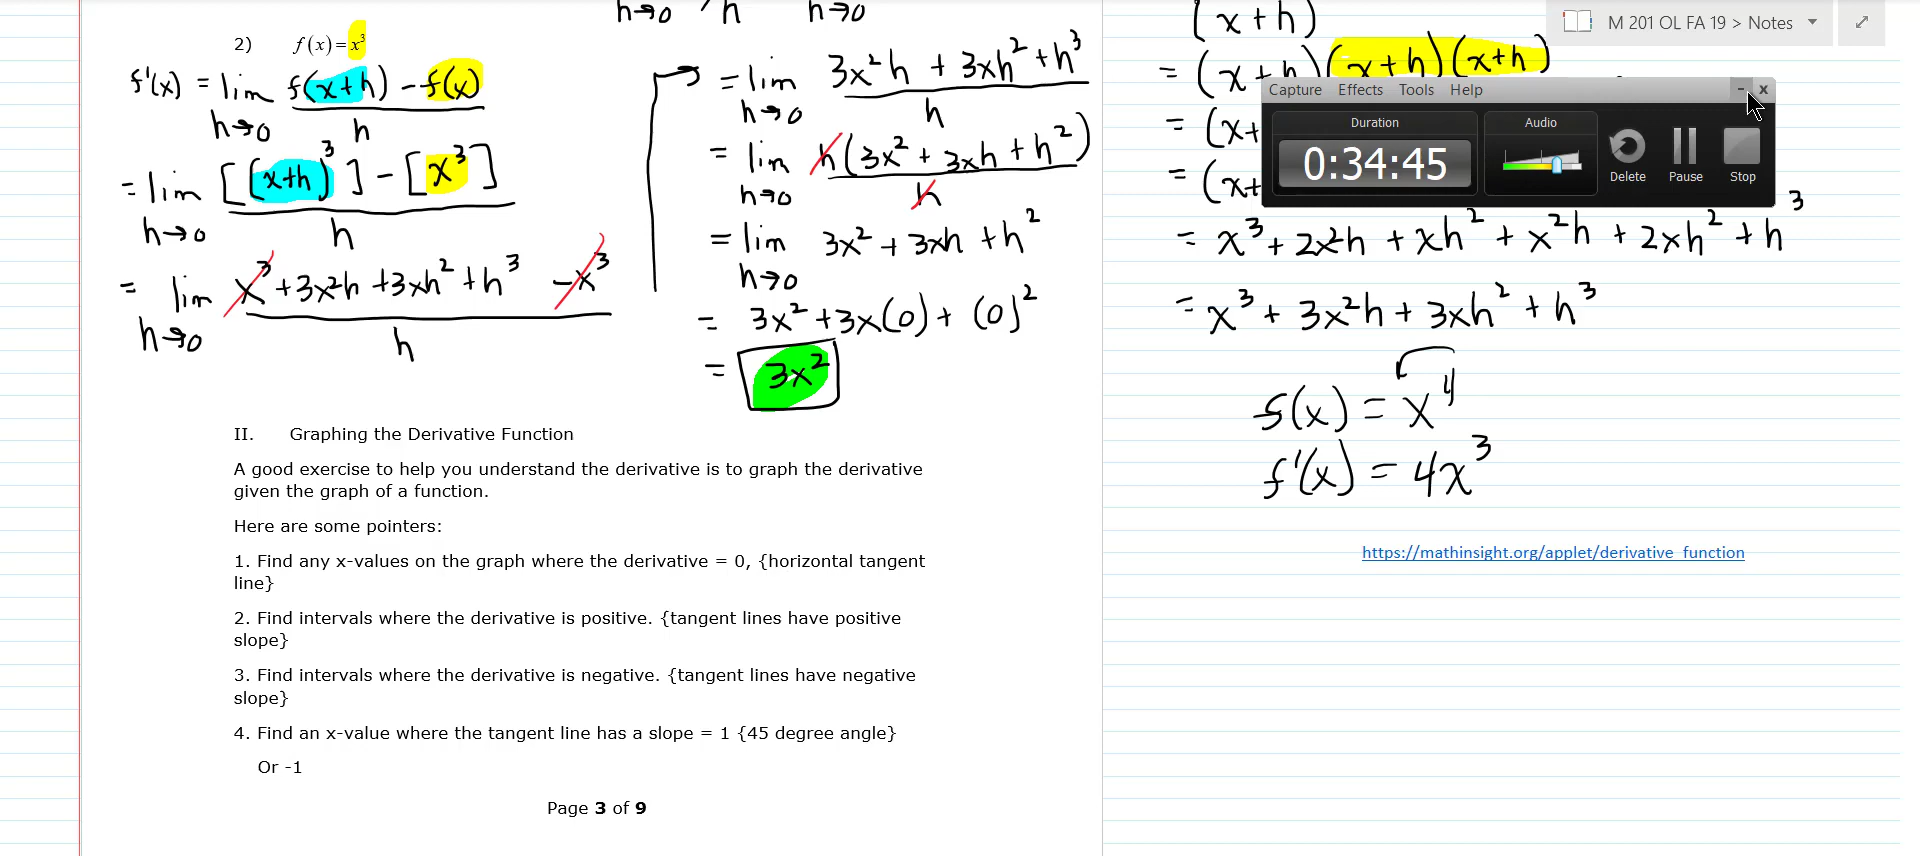 h→0 h h→0
2) f(x) = x³
f'(x) = lim h→0 f(x+h) - f(x) / h
= lim h→0 [(x+h)³] - [x³] / h
= lim h→0 x³ + 3x²h + 3xh² + h³ - x³ / h
= lim h→0 3x²h + 3xh² + h³ / h
= lim h→0 h(3x² + 3xh + h²) / h
= lim h→0 3x² + 3xh + h²
= 3x² + 3x(0) + (0)²
= 3x²
II. Graphing the Derivative Function
A good exercise to help you understand the derivative is to graph the derivative
given the graph of a function.
Here are some pointers:
1. Find any x-values on the graph where the derivative = 0, {horizontal tangent
line}
2. Find intervals where the derivative is positive. {tangent lines have positive
slope}
3. Find intervals where the derivative is negative. {tangent lines have negative
slope}
4. Find an x-value where the tangent line has a slope = 1 {45 degree angle}
Or -1
Page 3 of 9
M 201 OL FA 19 > Notes
(x+h)
= (x+h)(x+h)(x+h)
= (x+
= (x+
Capture Effects Tools Help
- x
Duration
0:34:45
Audio
Delete Pause Stop
= x³ + 2x²h + xh² + x²h + 2xh² + h³
= x³ + 3x²h + 3xh² + h³
f(x) = x⁴
f'(x) = 4x³
https://mathinsight.org/applet/derivative_function